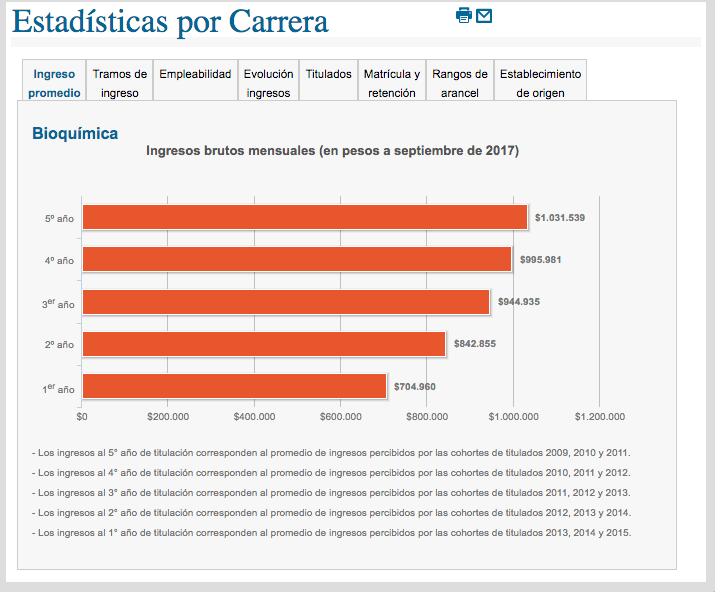 Estadísticas por Carrera
Ingreso promedio
Tramos de ingreso
Empleabilidad
Evolución ingresos
Titulados
Matrícula y retención
Rangos de arancel
Establecimiento de origen
Bioquímica
Ingresos brutos mensuales (en pesos a septiembre de 2017)
5º año $1.031.539
4º año $995.981
3er año $944.935
2º año $842.855
1er año $704.960
$0 $200.000 $400.000 $600.000 $800.000 $1.000.000 $1.200.000
- Los ingresos al 5° año de titulación corresponden al promedio de ingresos percibidos por las cohortes de titulados 2009, 2010 y 2011.
- Los ingresos al 4° año de titulación corresponden al promedio de ingresos percibidos por las cohortes de titulados 2010, 2011 y 2012.
- Los ingresos al 3° año de titulación corresponden al promedio de ingresos percibidos por las cohortes de titulados 2011, 2012 y 2013.
- Los ingresos al 2° año de titulación corresponden al promedio de ingresos percibidos por las cohortes de titulados 2012, 2013 y 2014.
- Los ingresos al 1° año de titulación corresponden al promedio de ingresos percibidos por las cohortes de titulados 2013, 2014 y 2015.